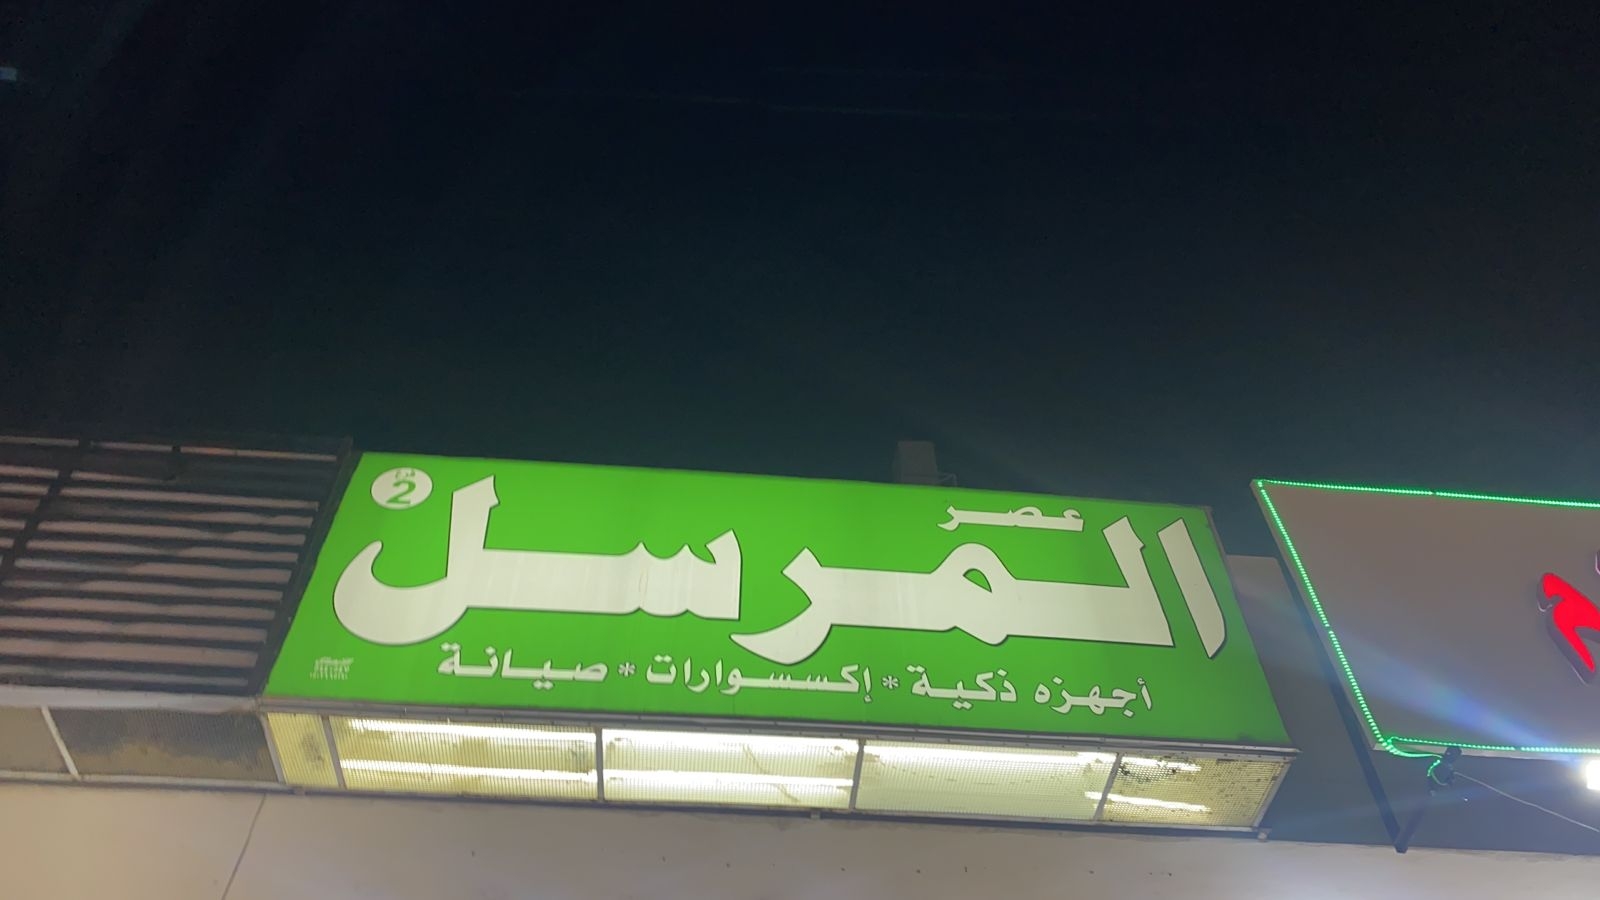 عصر
المرسل
فرع
2
أجهزه ذكية * إكسسوارات * صيانة